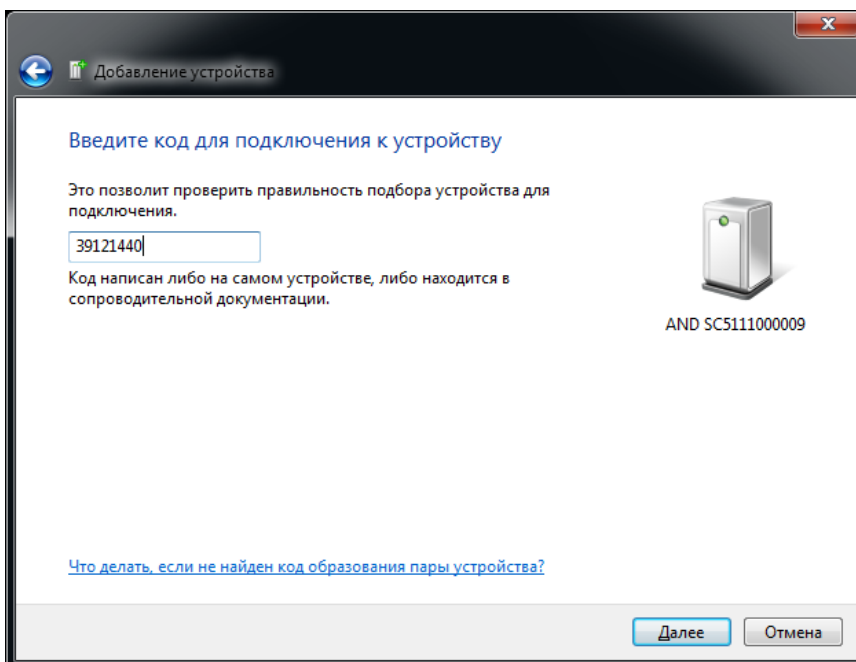 Добавление устройства
Введите код для подключения к устройству
Это позволит проверить правильность подбора устройства для
подключения.
39121440
Код написан либо на самом устройстве, либо находится в
сопроводительной документации.
AND SC5111000009
Что делать, если не найден код образования пары устройства?
Далее
Отмена